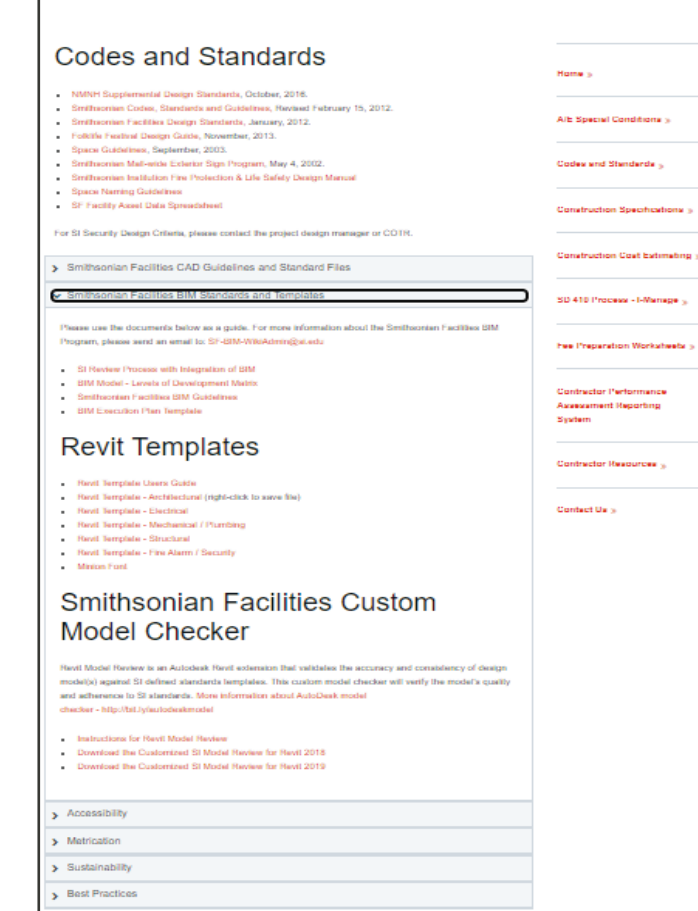 Codes and Standards
NMNH Supplemental Design Standards, October, 2016.
Smithsonian Codes, Standards and Guidelines, Revised February 15, 2012.
Smithsonian Facilities Design Standards, January, 2012.
Folklife Festival Design Guide, November, 2013.
Space Guidelines, September, 2003.
Smithsonian Mall-wide Exterior Sign Program, May 4, 2002.
Smithsonian Institution Fire Protection & Life Safety Design Manual
Space Naming Guidelines
SF Facility Asset Data Spreadsheet
For SI Security Design Criteria, please contact the project design manager or COTR.
Smithsonian Facilities CAD Guidelines and Standard Files
Smithsonian Facilities BIM Standards and Templates
Please use the documents below as a guide. For more information about the Smithsonian Facilities BIM
Program, please send an email to: SF-BIM-WikiAdmin@si.edu
SI Review Process with Integration of BIM
BIM Model - Levels of Development Matrix
Smithsonian Facilities BIM Guidelines
BIM Execution Plan Template
Revit Templates
Revit Template Users Guide
Revit Template - Architectural (right-click to save file)
Revit Template - Electrical
Revit Template - Mechanical / Plumbing
Revit Template - Structural
Revit Template - Fire Alarm / Security
Minion Font
Smithsonian Facilities Custom
Model Checker
Revit Model Review is an Autodesk Revit extension that validates the accuracy and consistency of design
model(s) against SI defined standards templates. This custom model checker will verify the model's quality
and adherence to SI standards. More information about AutoDesk model
checker - http://bit.ly/autodeskmodel
Instructions for Revit Model Review
Download the Customized SI Model Review for Revit 2018
Download the Customized SI Model Review for Revit 2019
Accessibility
Metrication
Sustainability
Best Practices
Home »
A/E Special Conditions »
Codes and Standards »
Construction Specifications »
Construction Cost Estimating »
SD 410 Process - I-Manage »
Fee Preparation Worksheets »
Contractor Performance
Assessment Reporting
System
Contractor Resources »
Contact Us »